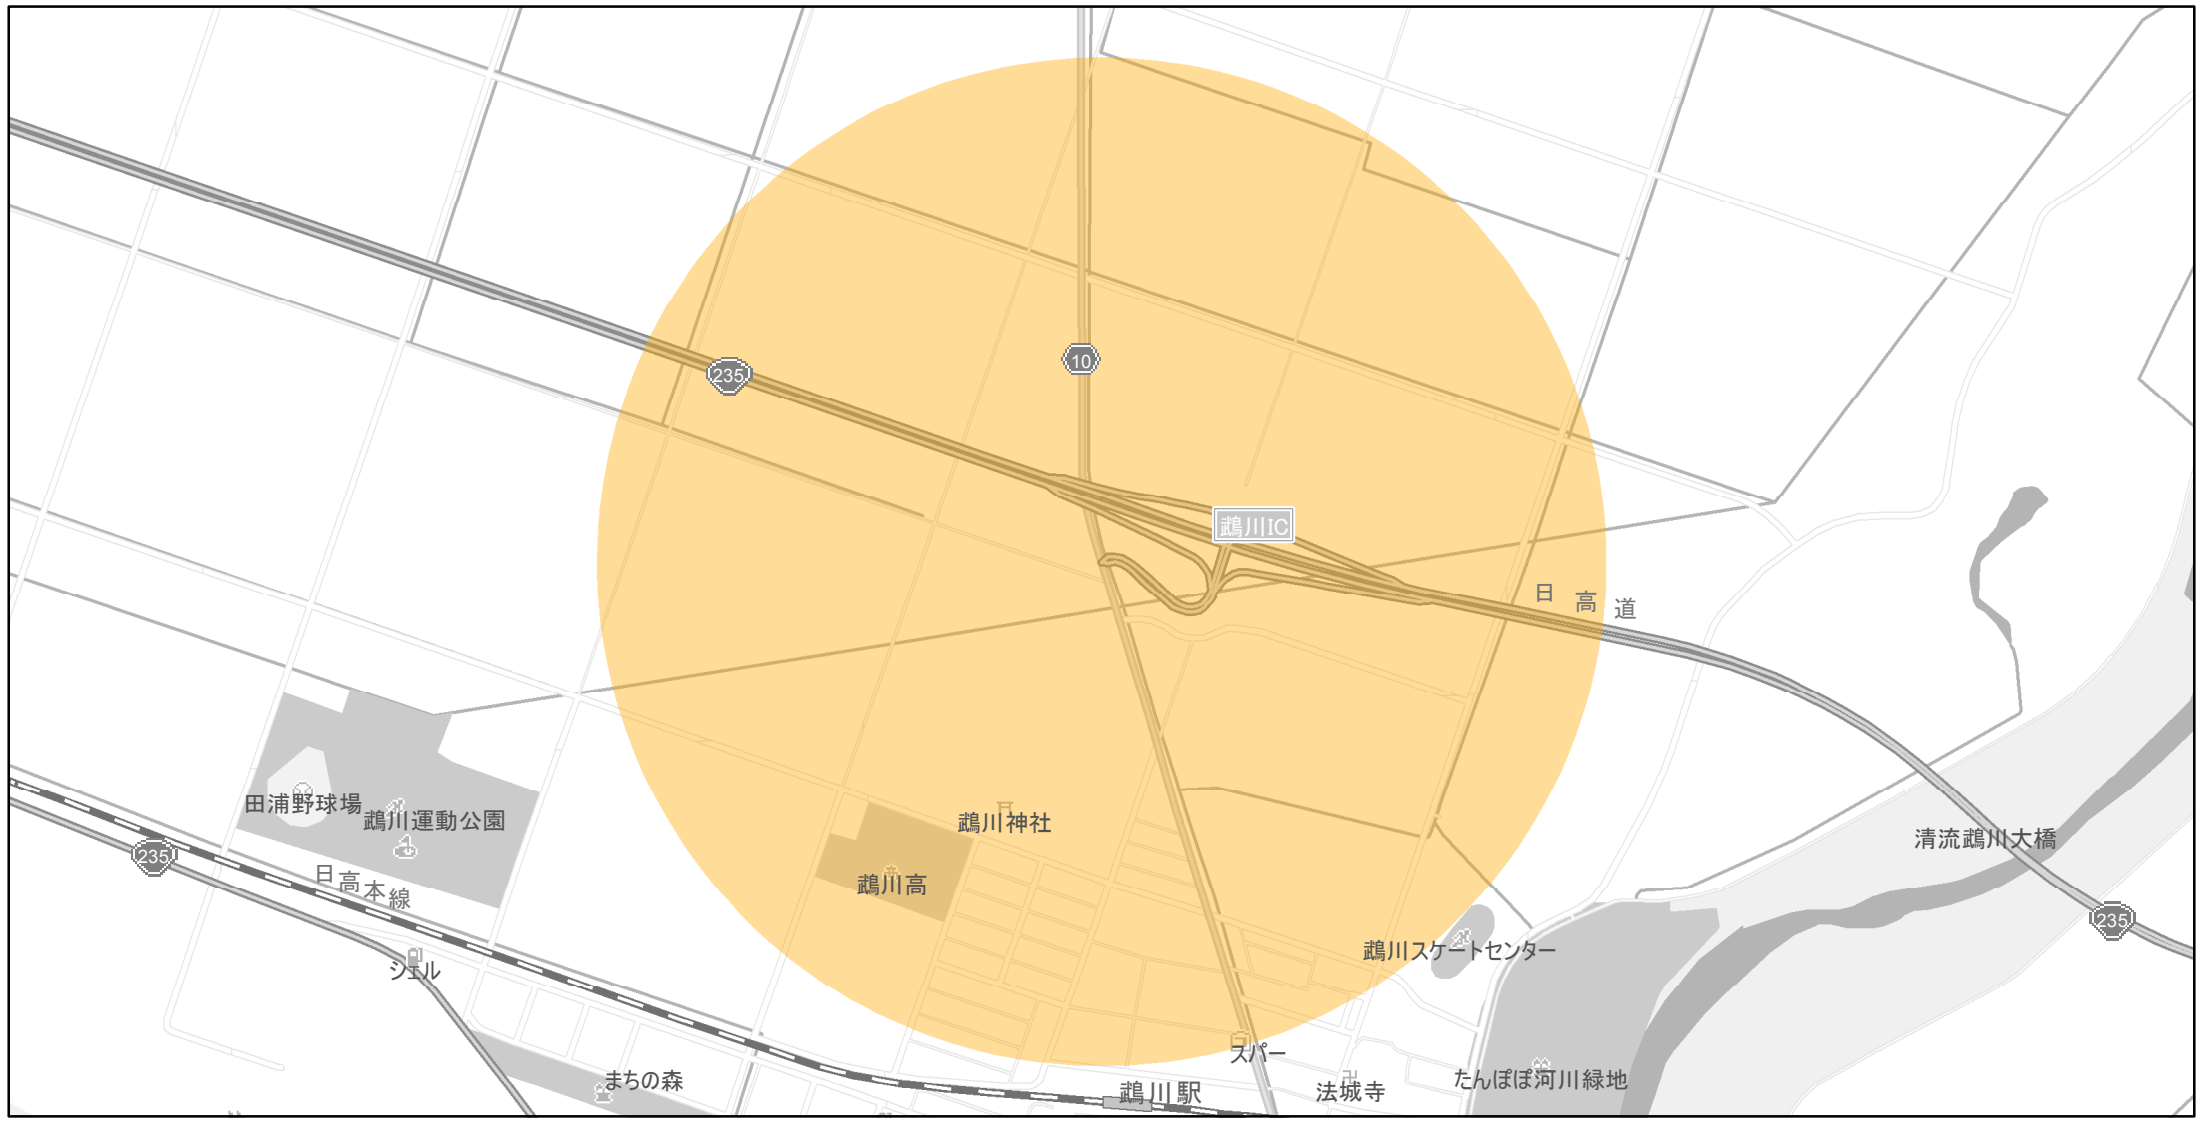 235
10
鵡川IC
日高道
田浦野球場
鵡川運動公園
鵡川神社
清流鵡川大橋
235
日高本線
鵡川高
235
鵡川スケートセンター
シェル
スパー
まちの森
鵡川駅
法城寺
たんぽぽ河川緑地